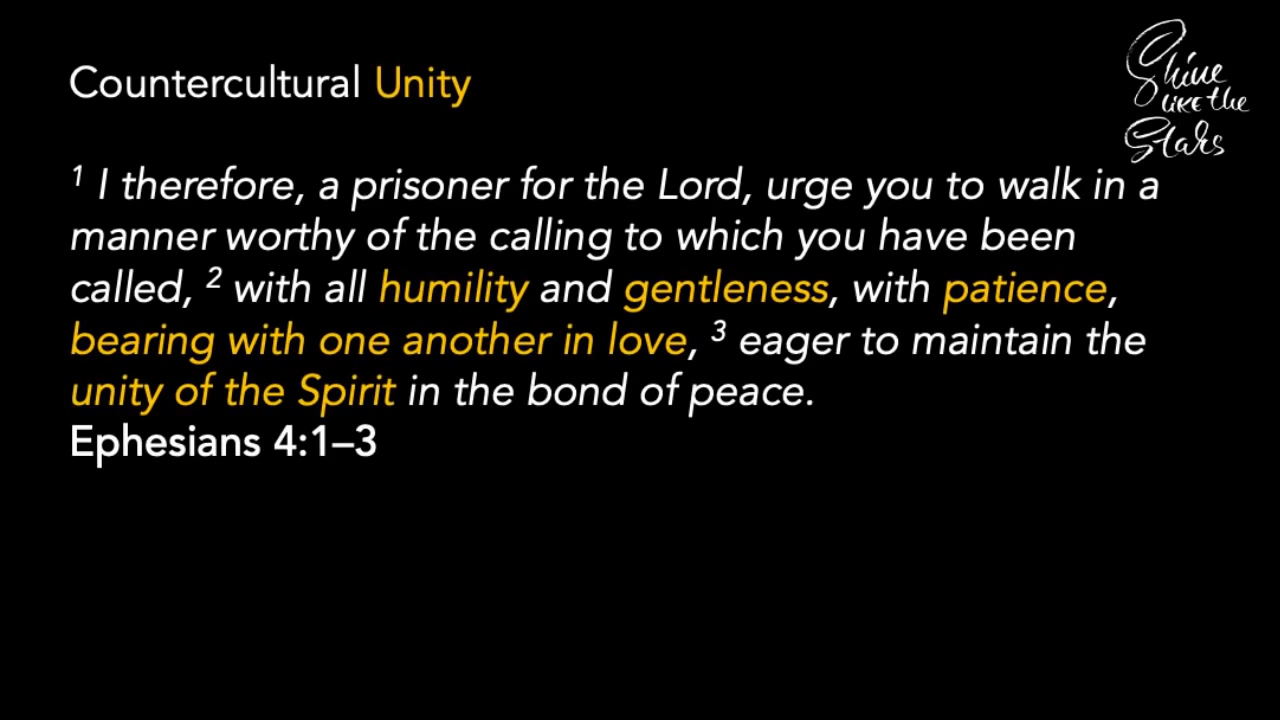 Countercultural Unity
Shine
LIKE the
Stars
1 I therefore, a prisoner for the Lord, urge you to walk in a
manner worthy of the calling to which you have been
called, 2 with all humility and gentleness, with patience,
bearing with one another in love, 3 eager to maintain the
unity of the Spirit in the bond of peace.
Ephesians 4:1–3